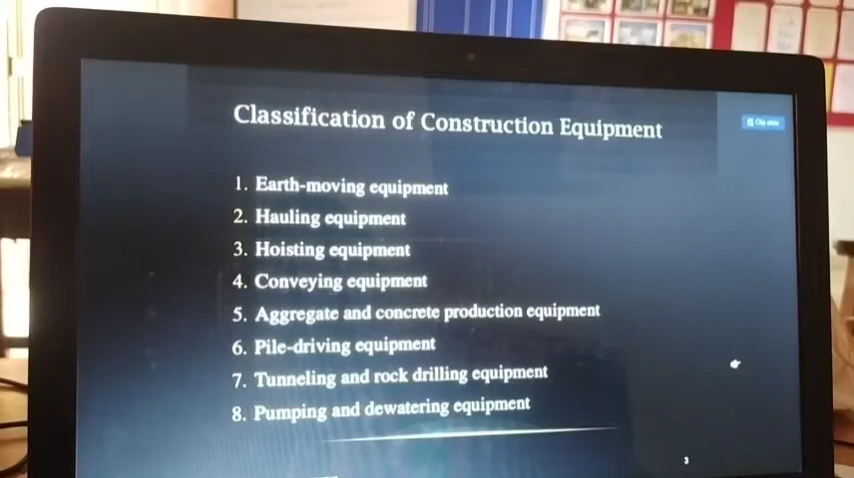 Classification of Construction Equipment
1. Earth-moving equipment
2. Hauling equipment
3. Hoisting equipment
4. Conveying equipment
5. Aggregate and concrete production equipment
6. Pile-driving equipment
7. Tunneling and rock drilling equipment
8. Pumping and dewatering equipment
3